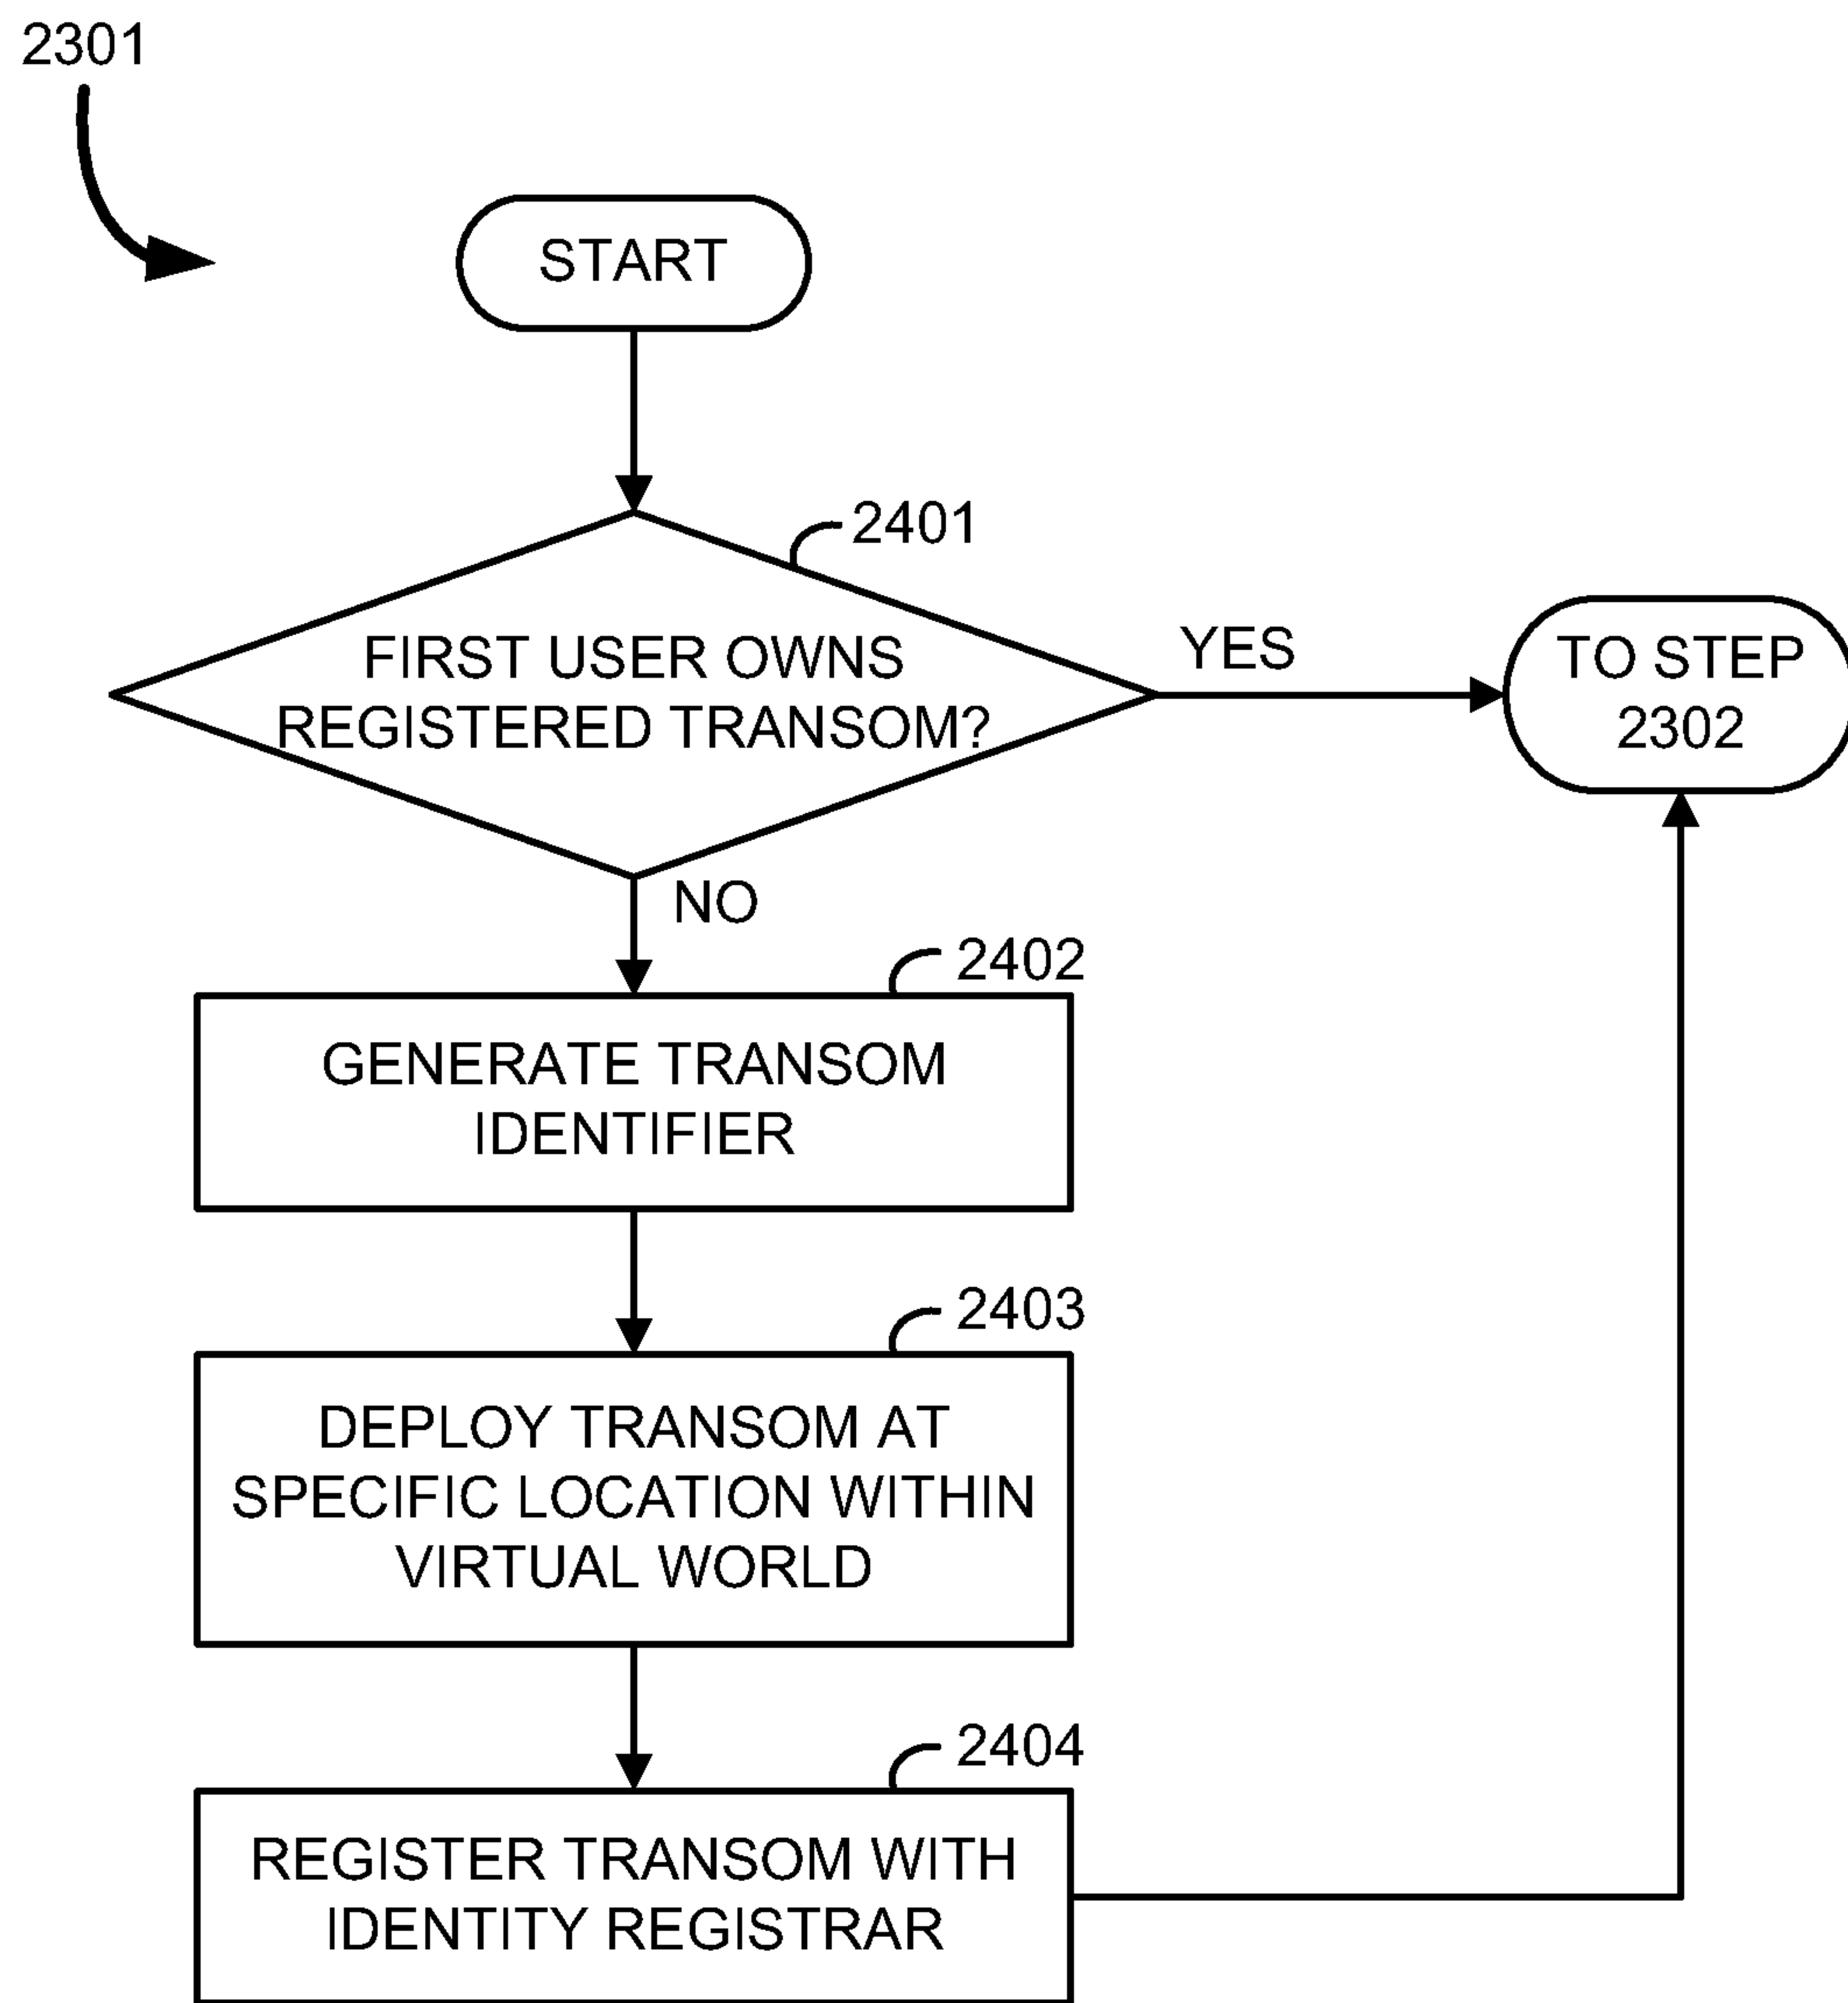 2301
START
2401
FIRST USER OWNS
REGISTERED TRANSOM?
YES
TO STEP
2302
NO
2402
GENERATE TRANSOM
IDENTIFIER
2403
DEPLOY TRANSOM AT
SPECIFIC LOCATION WITHIN
VIRTUAL WORLD
2404
REGISTER TRANSOM WITH
IDENTITY REGISTRAR